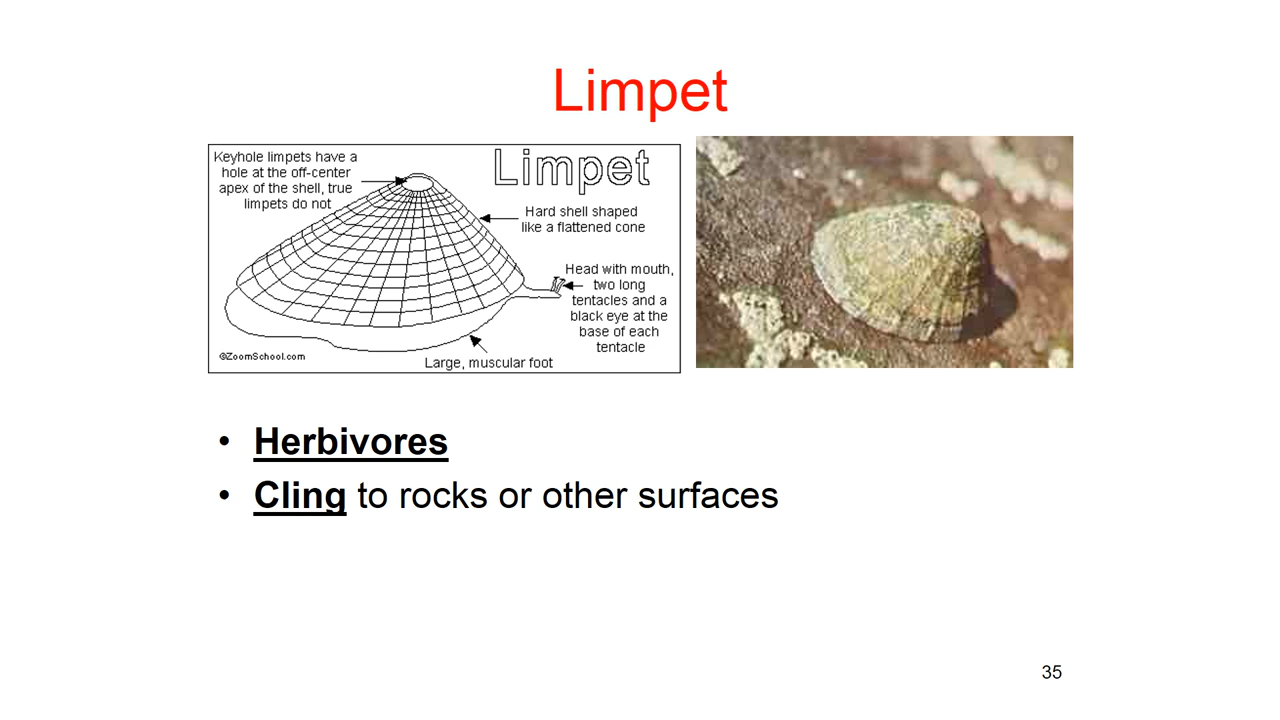 Limpet
Keyhole limpets have a
hole at the off-center
apex of the shell, true
limpets do not
Limpet
Hard shell shaped
like a flattened cone
Head with mouth,
two long
tentacles and a
black eye at the
base of each
tentacle
Large, muscular foot
©ZoomSchool.com
• Herbivores
• Cling to rocks or other surfaces
35